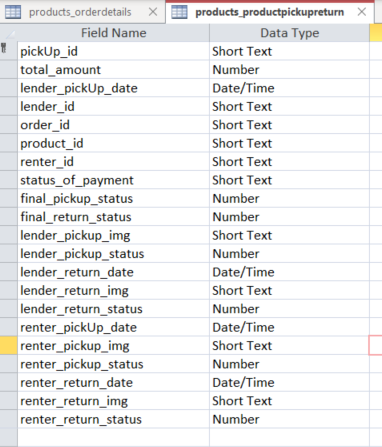 products_orderdetails products_productpickupreturn
Field Name Data Type
pickUp_id Short Text
total_amount Number
lender_pickUp_date Date/Time
lender_id Short Text
order_id Short Text
product_id Short Text
renter_id Short Text
status_of_payment Short Text
final_pickup_status Number
final_return_status Number
lender_pickup_img Short Text
lender_pickup_status Number
lender_return_date Date/Time
lender_return_img Short Text
lender_return_status Number
renter_pickUp_date Date/Time
renter_pickup_img Short Text
renter_pickup_status Number
renter_return_date Date/Time
renter_return_img Short Text
renter_return_status Number